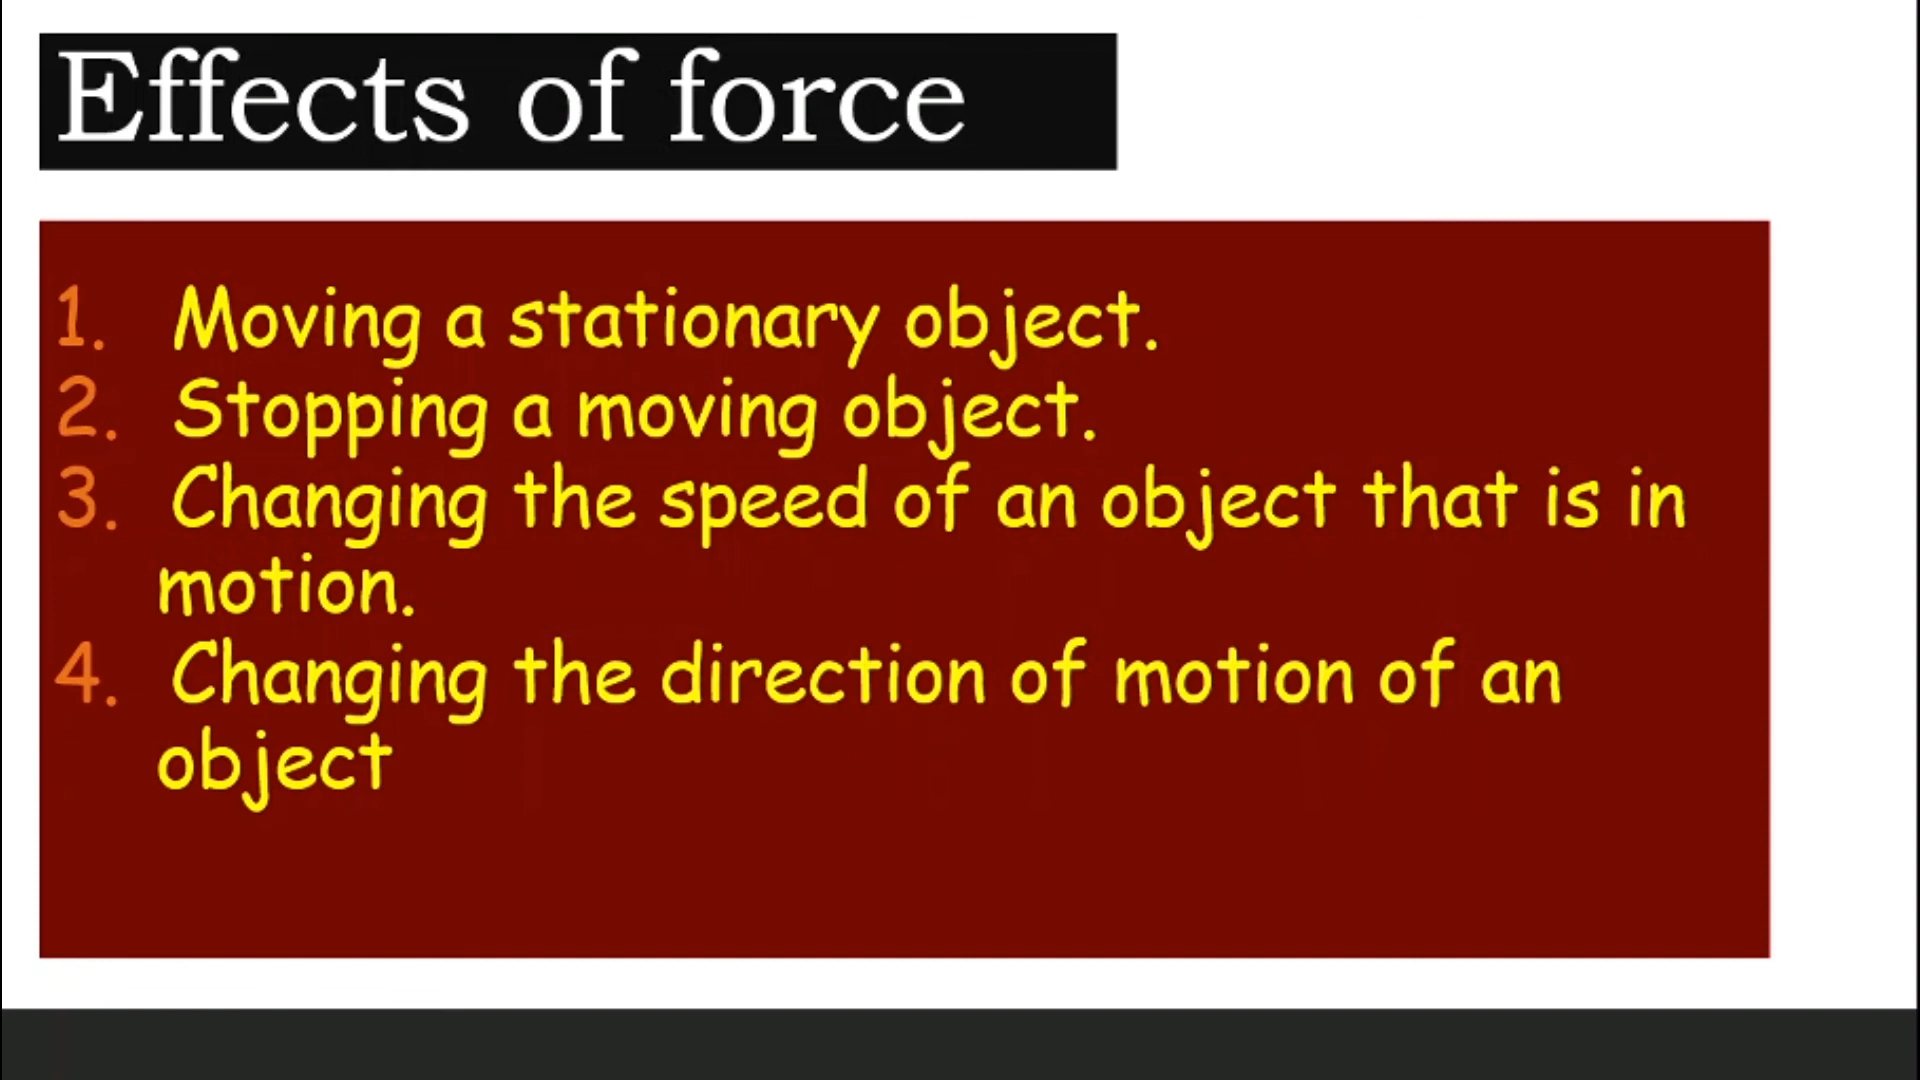 Effects of force
1. Moving a stationary object.
2. Stopping a moving object.
3. Changing the speed of an object that is in
motion.
4. Changing the direction of motion of an
object